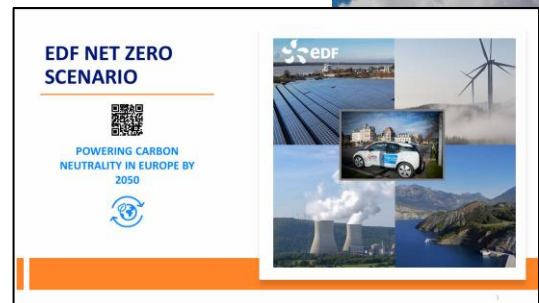 EDF NET ZERO
SCENARIO
POWERING CARBON
NEUTRALITY IN EUROPE BY
2050
eDF